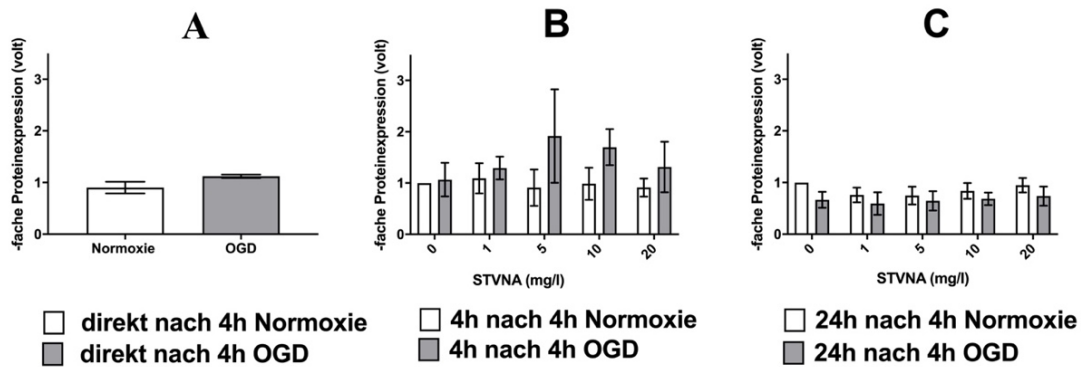 A
-fache Proteinexpression (volt)
3
2
1
0
Normoxie OGD
direkt nach 4h Normoxie
direkt nach 4h OGD
B
-fache Proteinexpression (volt)
3
2
1
0
0 1 5 10 20
STVNA (mg/l)
4h nach 4h Normoxie
4h nach 4h OGD
C
-fache Proteinexpression (volt)
3
2
1
0
0 1 5 10 20
STVNA (mg/l)
24h nach 4h Normoxie
24h nach 4h OGD